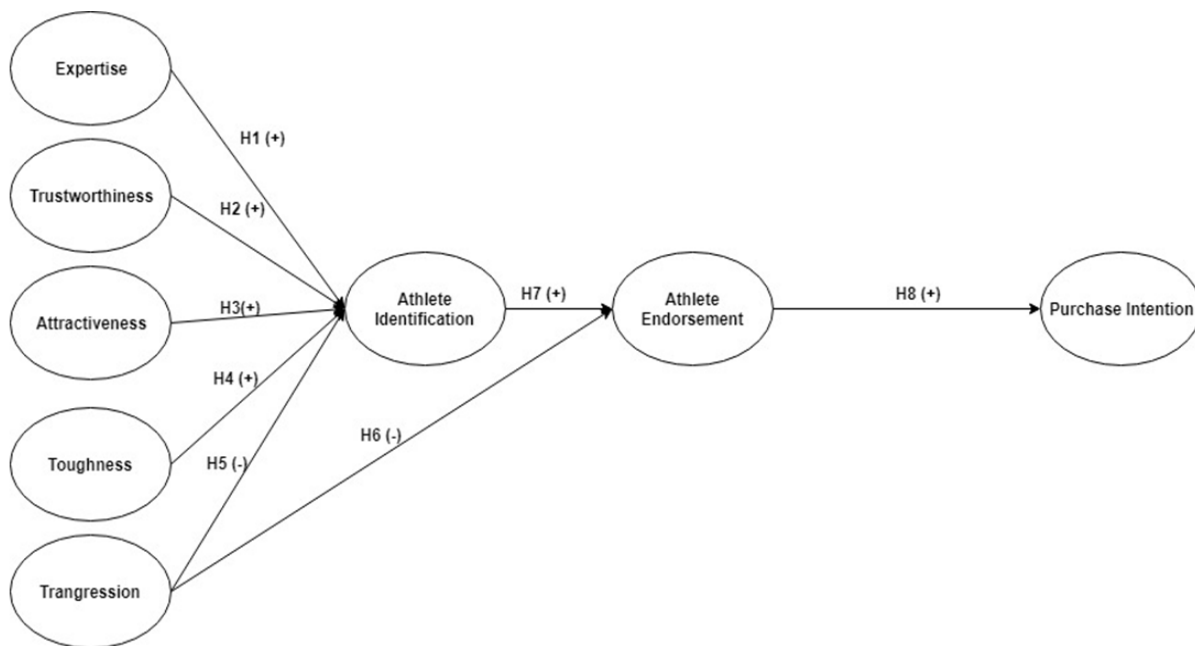 Expertise
H1 (+)
Trustworthiness
H2 (+)
Attractiveness
H3(+)
Athlete
Identification
H7 (+)
Athlete
Endorsement
H8 (+)
Purchase Intention
H4 (+)
Toughness
H5 (-)
H6 (-)
Trangression